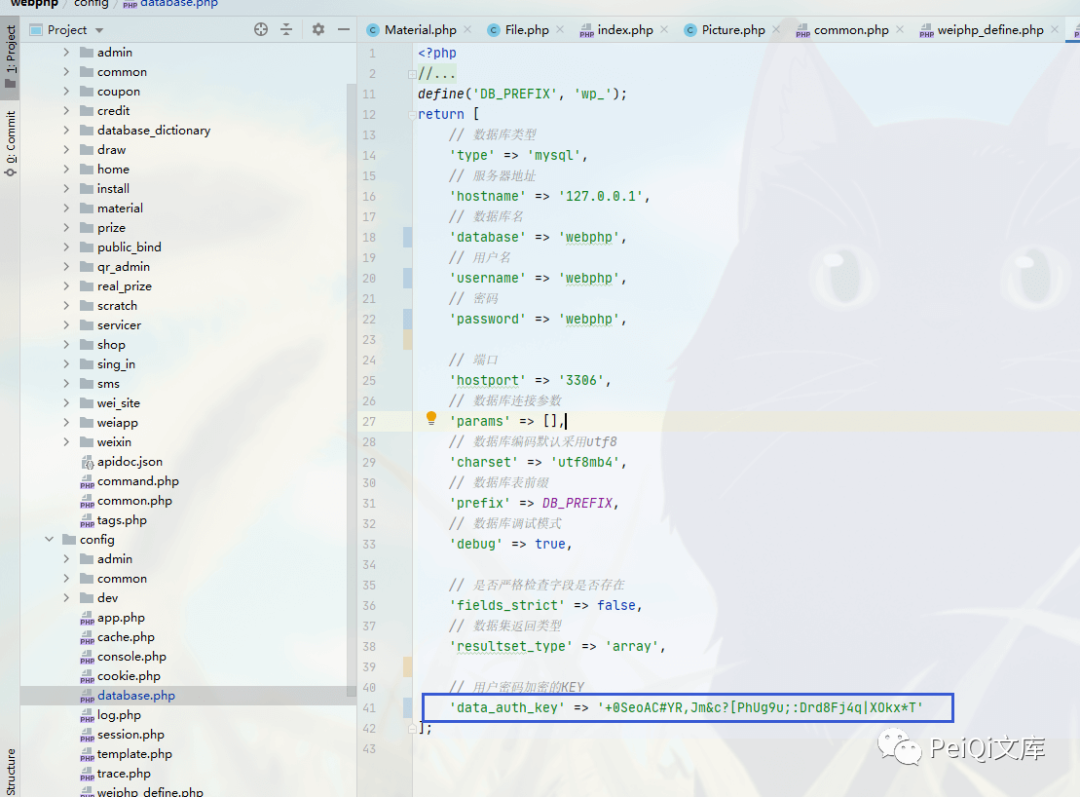 webphp config database.php
Project
Material.php File.php index.php Picture.php common.php weiphp_define.php
1: Project
0: Commit
Structure
admin
common
coupon
credit
database_dictionary
draw
home
install
material
prize
public_bind
qr_admin
real_prize
scratch
servicer
shop
sing_in
sms
wei_site
weiapp
weixin
apidoc.json
command.php
common.php
tags.php
config
admin
common
dev
app.php
cache.php
console.php
cookie.php
database.php
log.php
session.php
template.php
trace.php
weiphp_define.php
1 <?php
2 //...
11 define('DB_PREFIX', 'wp_');
12 return [
13 // 数据库类型
14 'type' => 'mysql',
15 // 服务器地址
16 'hostname' => '127.0.0.1',
17 // 数据库名
18 'database' => 'webphp',
19 // 用户名
20 'username' => 'webphp',
21 // 密码
22 'password' => 'webphp',
23
24 // 端口
25 'hostport' => '3306',
26 // 数据库连接参数
27 'params' => [],
28 // 数据库编码默认采用utf8
29 'charset' => 'utf8mb4',
30 // 数据库表前缀
31 'prefix' => DB_PREFIX,
32 // 数据库调试模式
33 'debug' => true,
34
35 // 是否严格检查字段是否存在
36 'fields_strict' => false,
37 // 数据集返回类型
38 'resultset_type' => 'array',
39
40 // 用户密码加密的KEY
41 'data_auth_key' => '+0SeoAC#YR,Jm&c?[PhUg9u;:Drd8Fj4q|XOkx*T'
42 ];
43
PeiQi文库